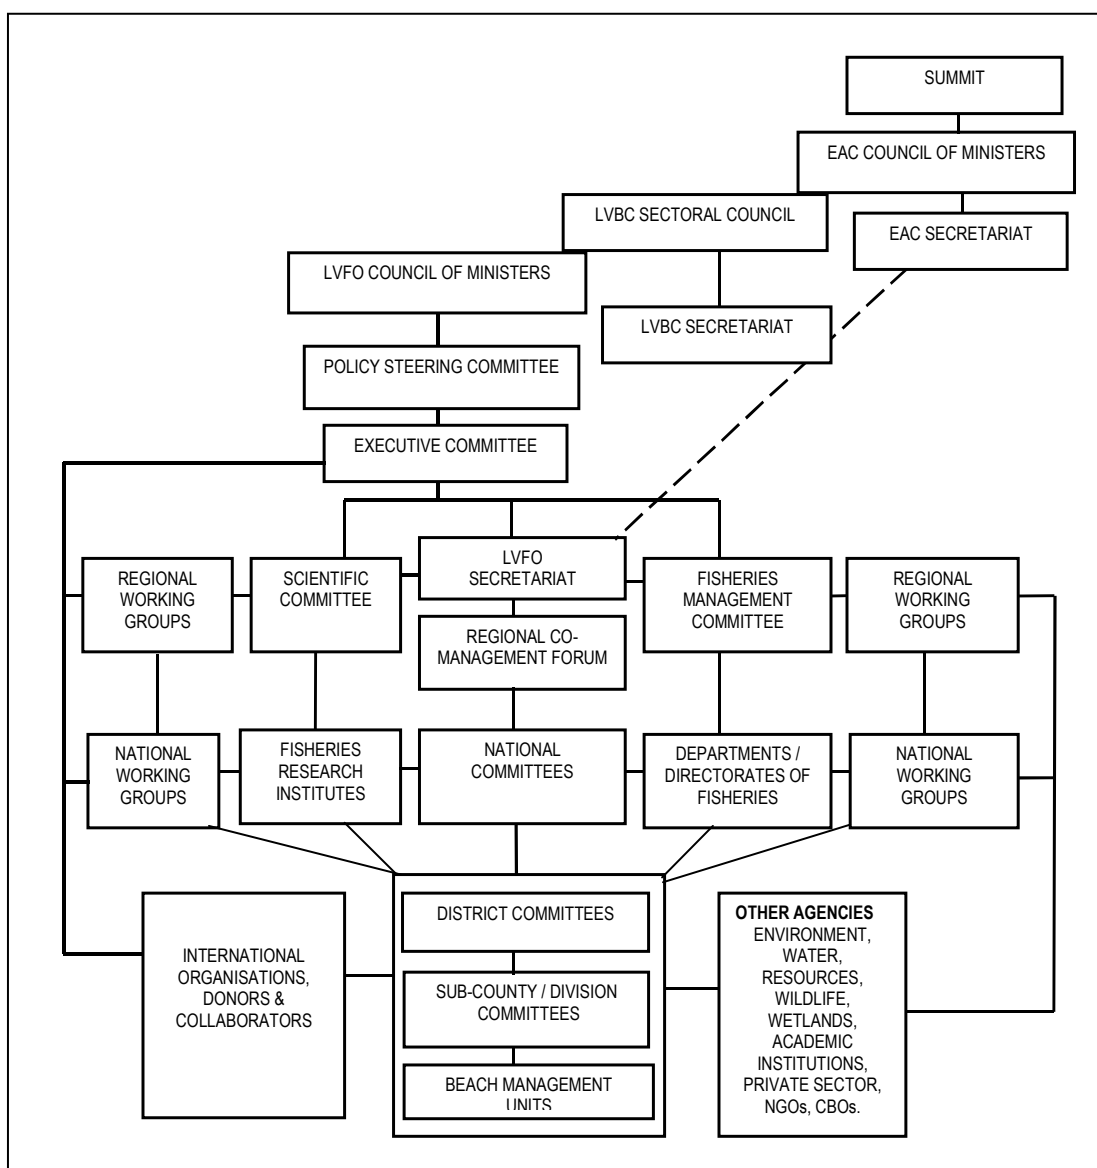 SUMMIT
EAC COUNCIL OF MINISTERS
LVBC SECTORAL COUNCIL
EAC SECRETARIAT
LVFO COUNCIL OF MINISTERS
LVBC SECRETARIAT
POLICY STEERING COMMITTEE
EXECUTIVE COMMITTEE
REGIONAL
WORKING
GROUPS
SCIENTIFIC
COMMITTEE
LVFO
SECRETARIAT
FISHERIES
MANAGEMENT
COMMITTEE
REGIONAL
WORKING
GROUPS
REGIONAL CO-
MANAGEMENT FORUM
NATIONAL
WORKING
GROUPS
FISHERIES
RESEARCH
INSTITUTES
NATIONAL
COMMITTEES
DEPARTMENTS /
DIRECTORATES OF
FISHERIES
NATIONAL
WORKING
GROUPS
INTERNATIONAL
ORGANISATIONS,
DONORS &
COLLABORATORS
DISTRICT COMMITTEES
SUB-COUNTY / DIVISION
COMMITTEES
BEACH MANAGEMENT
UNITS
OTHER AGENCIES
ENVIRONMENT,
WATER,
RESOURCES,
WILDLIFE,
WETLANDS,
ACADEMIC
INSTITUTIONS,
PRIVATE SECTOR,
NGOs, CBOs.